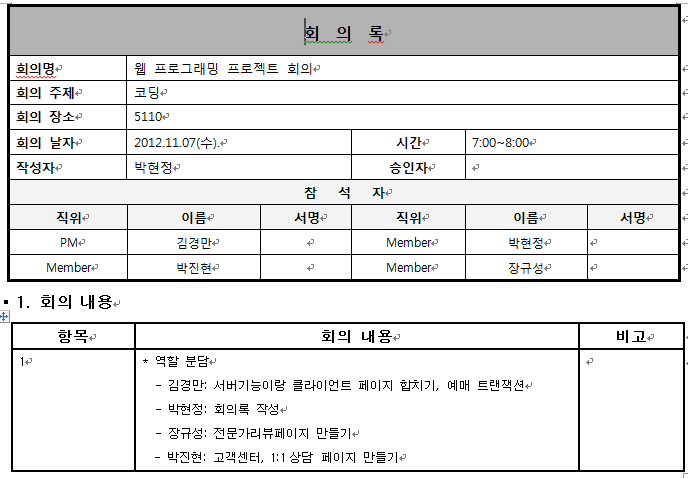 회 의 록
회의명 웹 프로그래밍 프로젝트 회의
회의 주제 코딩
회의 장소 5110
회의 날자 2012.11.07(수). 시간 7:00~8:00
작성자 박현정 승인자
참 석 자
직위 이름 서명 직위 이름 서명
PM 김경만 Member 박현정
Member 박진현 Member 장규성
▪ 1. 회의 내용
항목 회의 내용 비고
1 * 역할 분담
- 김경만: 서버기능이랑 클라이언트 페이지 합치기, 예매 트랜잭션
- 박현정: 회의록 작성
- 장규성: 전문가리뷰페이지 만들기
- 박진현: 고객센터, 1:1상담 페이지 만들기